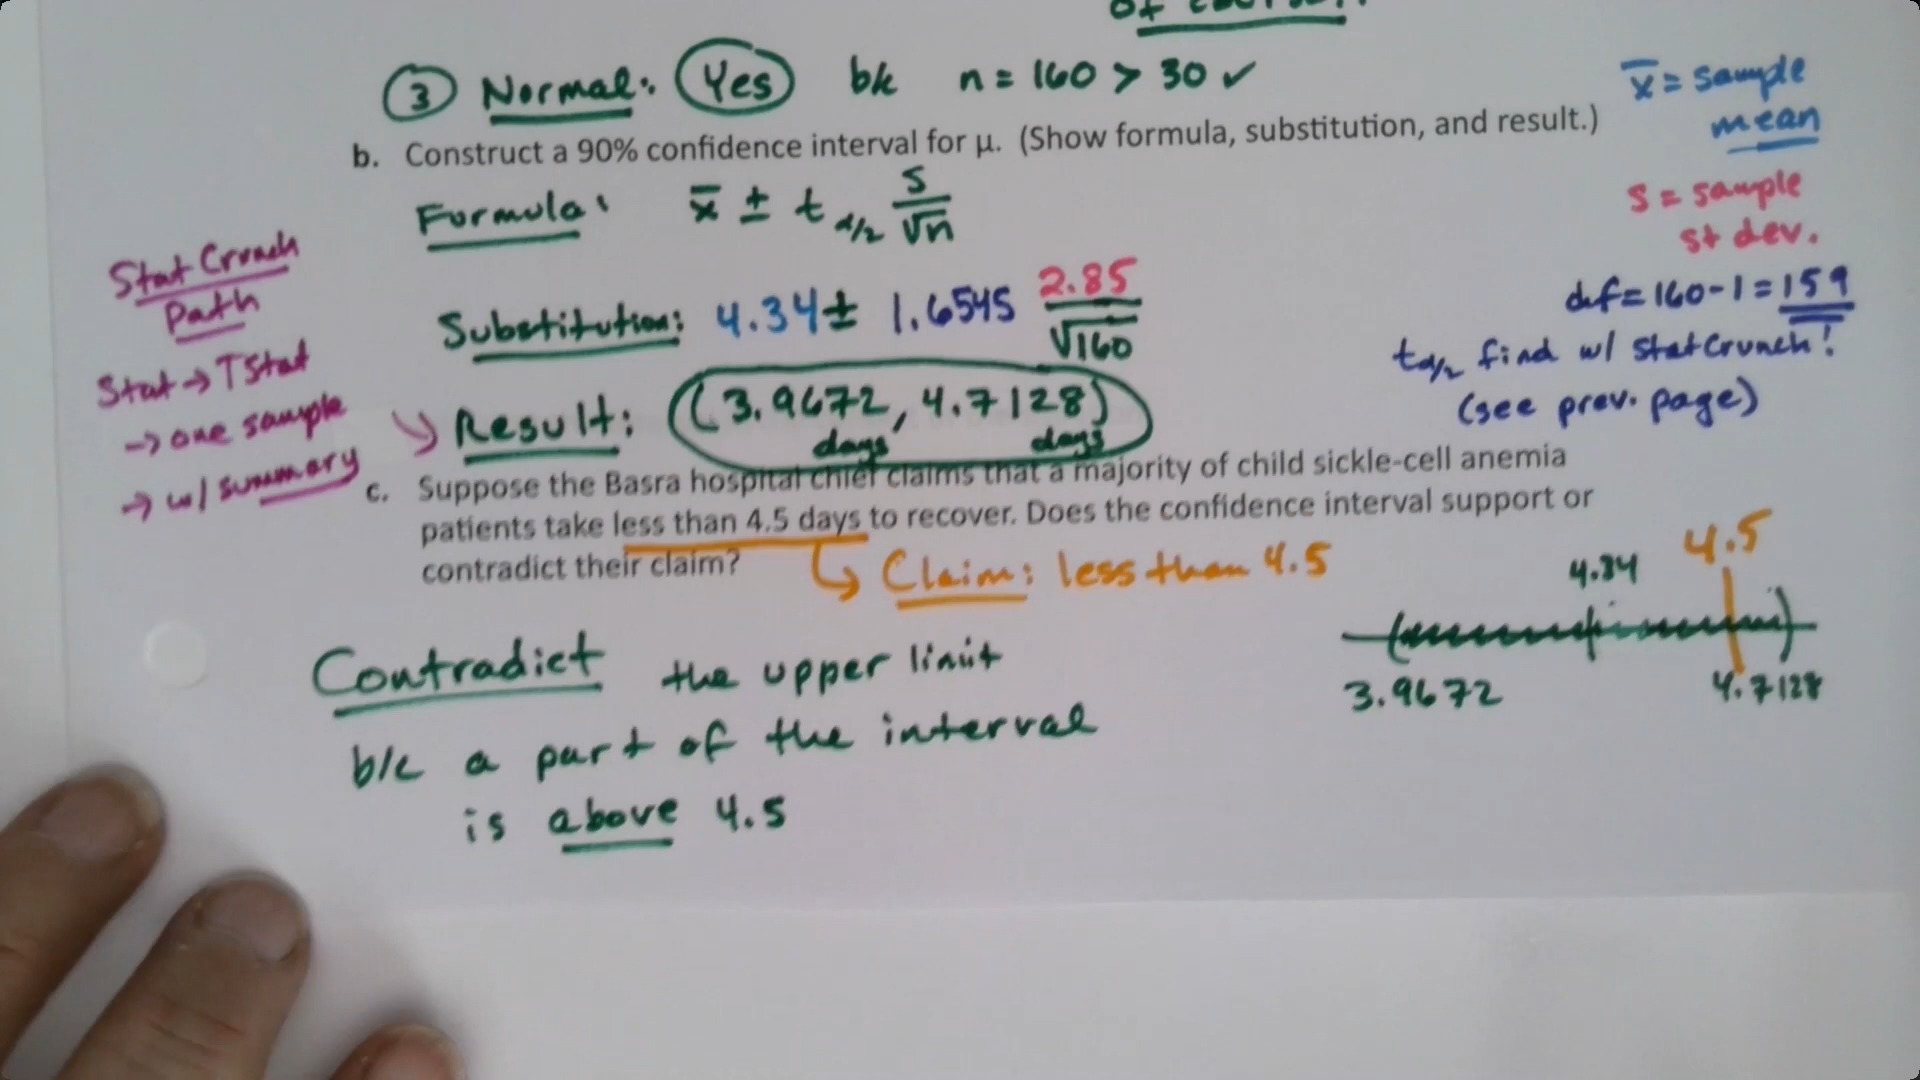 ③ Normal: Yes bk n = 160 > 30 ✓
x̄ = sample
mean
b. Construct a 90% confidence interval for μ. (Show formula, substitution, and result.)
Formula: x̄ ± t α/2 s/√n
s = sample
st dev.
StatCrunch
Path
Stat → TStat
→ one sample
→ w/ summary
Substitution: 4.34 ± 1.6545 2.85/√160
df = 160 - 1 = 159
tα/2 find w/ StatCrunch!
(see prev. page)
Result: (3.9672, 4.7128)
days days
c. Suppose the Basra hospital chief claims that a majority of child sickle-cell anemia
patients take less than 4.5 days to recover. Does the confidence interval support or
contradict their claim?
Claim: less than 4.5
4.34 4.5
3.9672 4.7128
Contradict the upper limit
b/c a part of the interval
is above 4.5